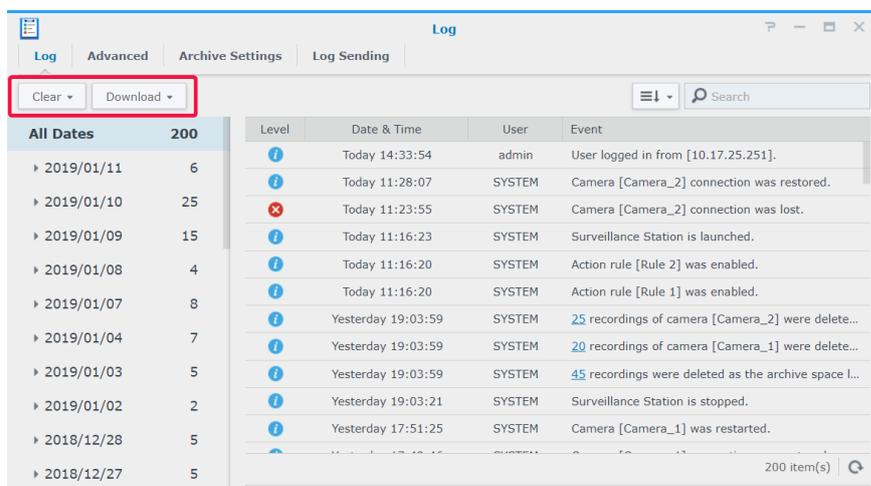 Log
Log Advanced Archive Settings Log Sending
Clear Download Search
All Dates 200
2019/01/11 6
2019/01/10 25
2019/01/09 15
2019/01/08 4
2019/01/07 8
2019/01/04 7
2019/01/03 5
2019/01/02 2
2018/12/28 5
2018/12/27 5
Level Date & Time User Event
Today 14:33:54 admin User logged in from [10.17.25.251].
Today 11:28:07 SYSTEM Camera [Camera_2] connection was restored.
Today 11:23:55 SYSTEM Camera [Camera_2] connection was lost.
Today 11:16:23 SYSTEM Surveillance Station is launched.
Today 11:16:20 SYSTEM Action rule [Rule 2] was enabled.
Today 11:16:20 SYSTEM Action rule [Rule 1] was enabled.
Yesterday 19:03:59 SYSTEM 25 recordings of camera [Camera_2] were delete...
Yesterday 19:03:59 SYSTEM 20 recordings of camera [Camera_1] were delete...
Yesterday 19:03:59 SYSTEM 45 recordings were deleted as the archive space l...
Yesterday 19:03:21 SYSTEM Surveillance Station is stopped.
Yesterday 17:51:25 SYSTEM Camera [Camera_1] was restarted.
200 item(s)